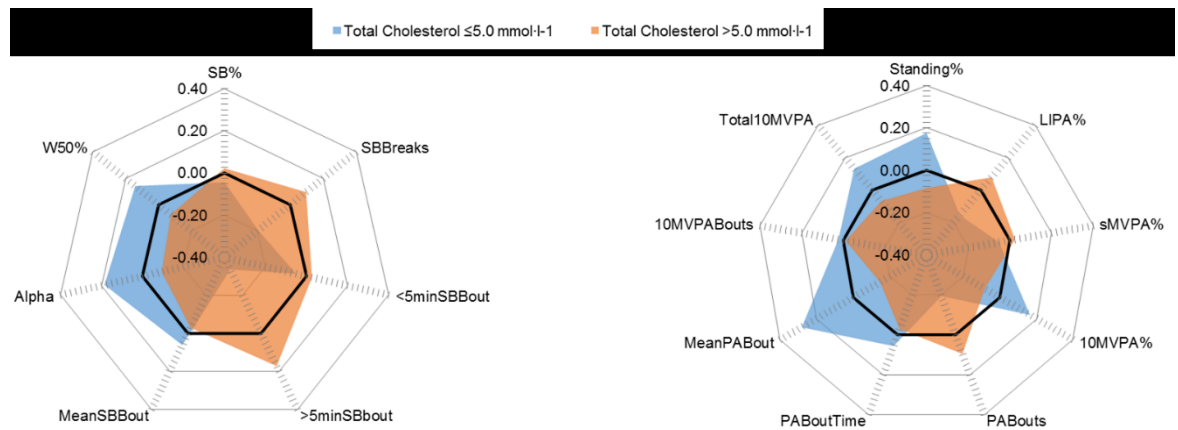 Total Cholesterol ≤5.0 mmol·l-1 Total Cholesterol >5.0 mmol·l-1
SB%
0.40
0.20
0.00
-0.20
-0.40
SBBreaks
<5minSBBout
>5minSBbout
MeanSBBout
Alpha
W50%
Standing%
0.40
0.20
0.00
-0.20
-0.40
LIPA%
sMVPA%
10MVPA%
PABouts
PABoutTime
MeanPABout
10MVPABouts
Total10MVPA